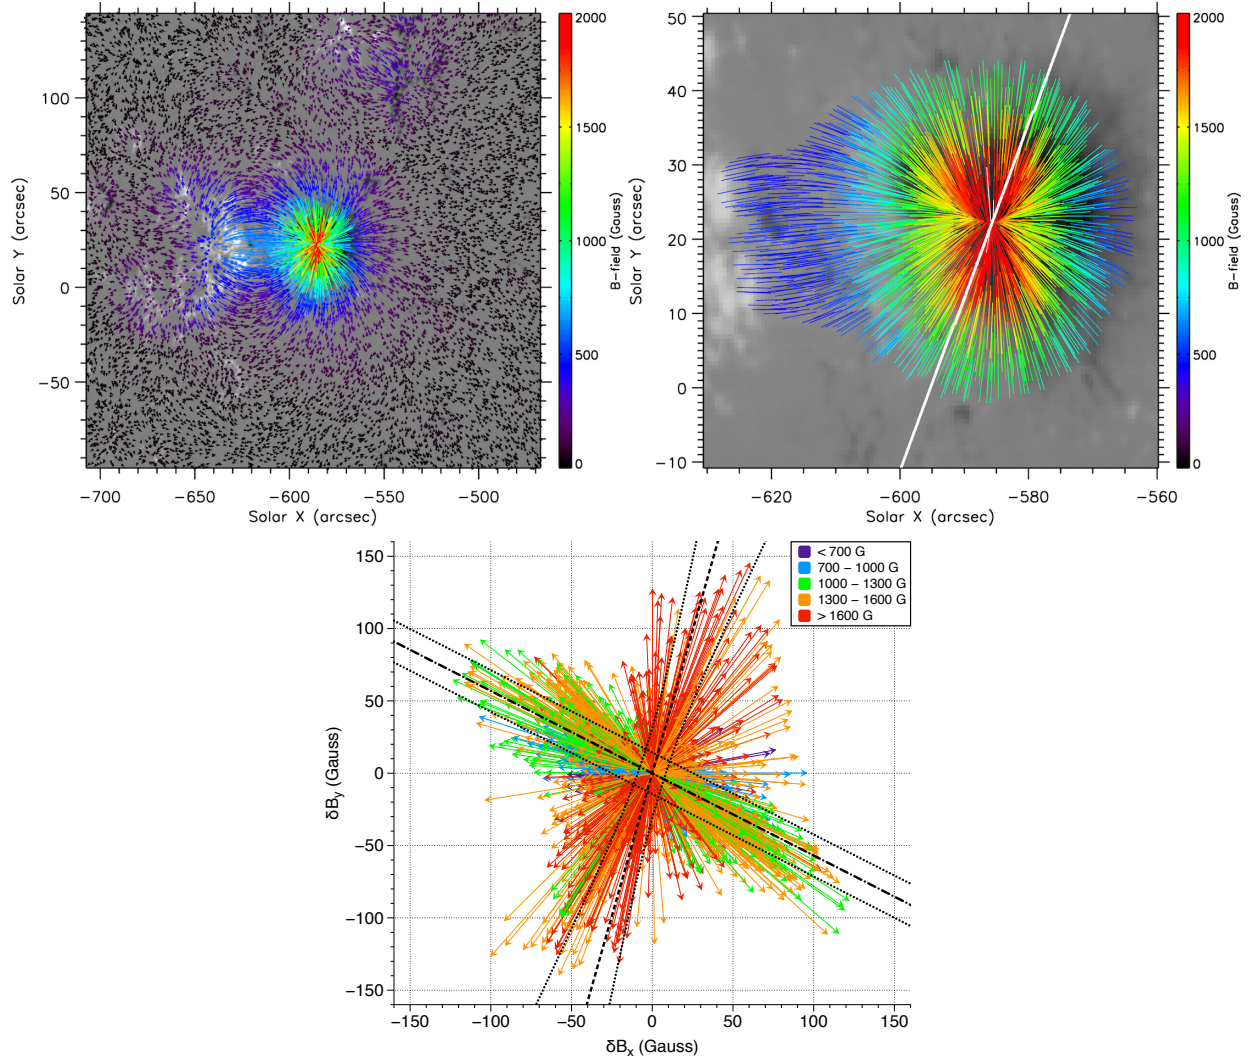 100
50
0
−50
Solar Y (arcsec)
−700 −650 −600 −550 −500
Solar X (arcsec)
2000
1500
1000
500
0
B−field (Gauss)
50
40
30
20
10
0
−10
Solar Y (arcsec)
−620 −600 −580 −560
Solar X (arcsec)
2000
1500
1000
500
0
B−field (Gauss)
150
100
50
0
−50
−100
−150
δBy (Gauss)
−150 −100 −50 0 50 100 150
δBx (Gauss)
< 700 G
700 − 1000 G
1000 − 1300 G
1300 − 1600 G
> 1600 G